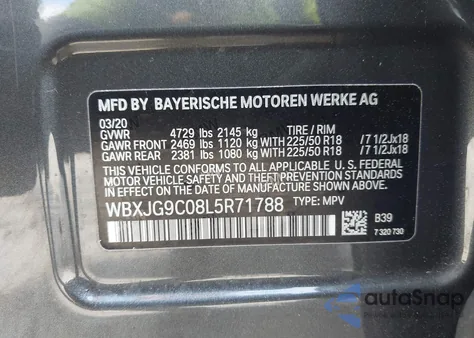 MFD BY BAYERISCHE MOTOREN WERKE AG
03/20
GVWR 4729 lbs 2145 kg TIRE / RIM
GAWR FRONT 2469 lbs 1120 kg WITH 225/50 R18 / 7 1/2Jx18
GAWR REAR 2381 lbs 1080 kg WITH 225/50 R18 / 7 1/2Jx18
THIS VEHICLE CONFORMS TO ALL APPLICABLE
FEDERAL MOTOR VEHICLE SAFETY, BUMPER,
AND THEFT PREVENTION STANDARDS IN EFFECT
ON THE DATE OF MANUFACTURE SHOWN ABOVE.
WBXJG9C08L5R71788 TYPE: MPV
B39
7 320 730
autoSnap